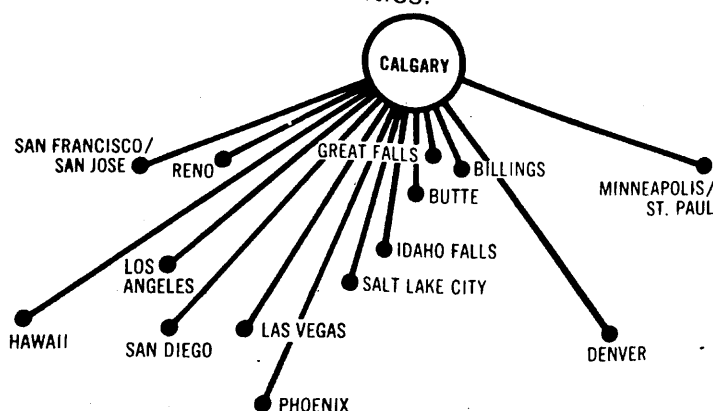 CALGARY
SAN FRANCISCO/
SAN JOSE
RENO
GREAT FALLS
BILLINGS
MINNEAPOLIS/
ST. PAUL
BUTTE
IDAHO FALLS
LOS
ANGELES
SALT LAKE CITY
HAWAII
SAN DIEGO
LAS VEGAS
DENVER
PHOENIX